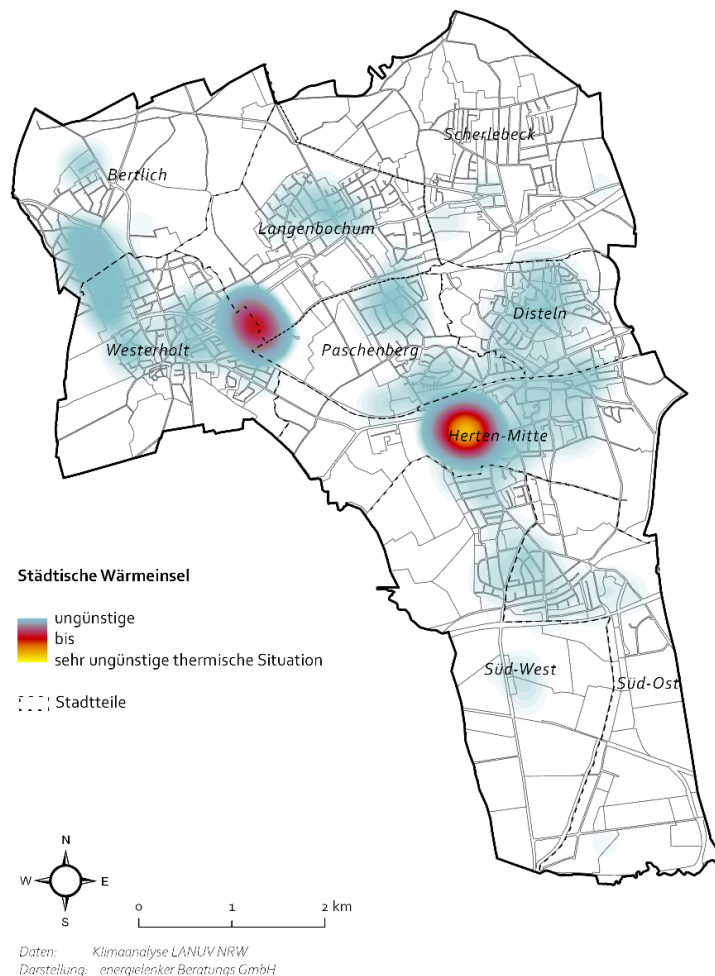 Scherlebeck
Bertlich
Langenbochum
Disteln
Westerholt
Paschenberg
Herten-Mitte
Städtische Wärmeinsel
ungünstige
bis
sehr ungünstige thermische Situation
Stadtteile
Süd-West
Süd-Ost
N
W E
S
0 1 2 km
Daten: Klimaanalyse LANUV NRW
Darstellung: energielenker Beratungs GmbH